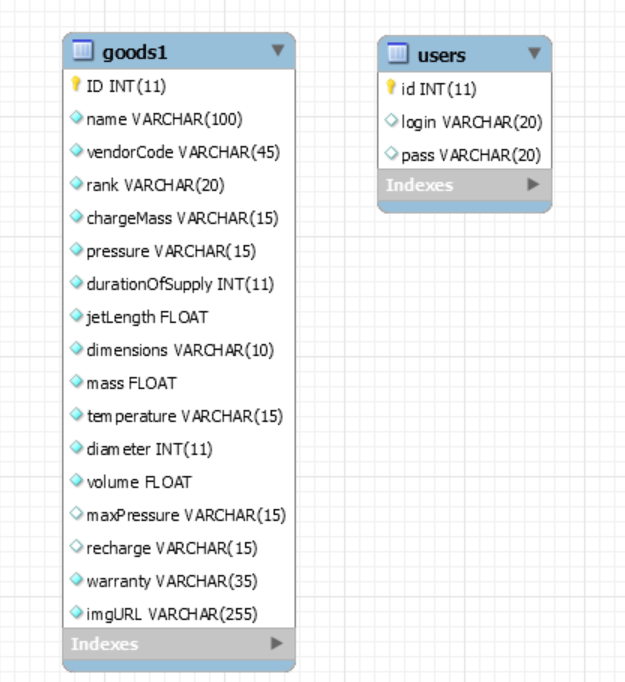 goods1
ID INT(11)
name VARCHAR(100)
vendorCode VARCHAR(45)
rank VARCHAR(20)
chargeMass VARCHAR(15)
pressure VARCHAR(15)
durationOfSupply INT(11)
jetLength FLOAT
dimensions VARCHAR(10)
mass FLOAT
temperature VARCHAR(15)
diameter INT(11)
volume FLOAT
maxPressure VARCHAR(15)
recharge VARCHAR(15)
warranty VARCHAR(35)
imgURL VARCHAR(255)
Indexes
users
id INT(11)
login VARCHAR(20)
pass VARCHAR(20)
Indexes